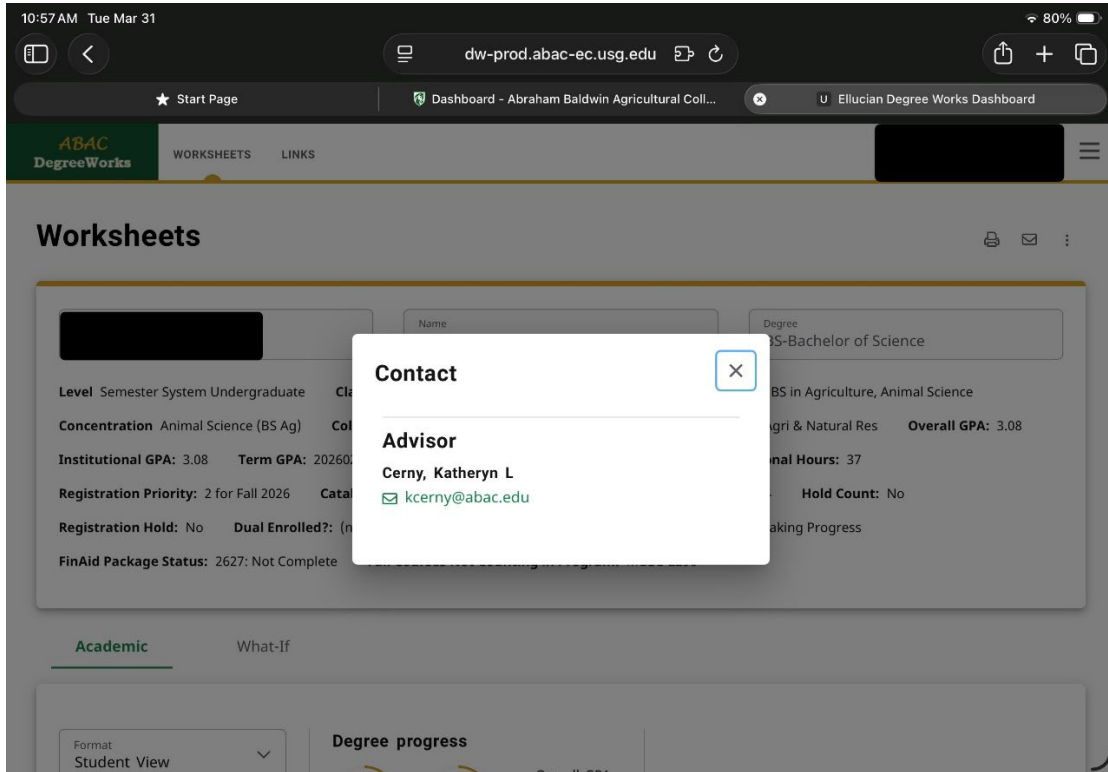 10:57 AM Tue Mar 31
80%
dw-prod.abac-ec.usg.edu
Start Page
Dashboard - Abraham Baldwin Agricultural Coll...
U Ellucian Degree Works Dashboard
ABAC
DegreeWorks
WORKSHEETS LINKS
Worksheets
Name
Degree
BS-Bachelor of Science
Contact
Advisor
Cerny, Katheryn L
kcerny@abac.edu
Level Semester System Undergraduate BS in Agriculture, Animal Science
Concentration Animal Science (BS Ag) & Natural Res Overall GPA: 3.08
Institutional GPA: 3.08 Term GPA: Hours: 37
Registration Priority: 2 for Fall 2026 Hold Count: No
Registration Hold: No Dual Enrolled?: Progress
FinAid Package Status: 2627: Not Complete
Academic What-If
Format
Student View
Degree progress